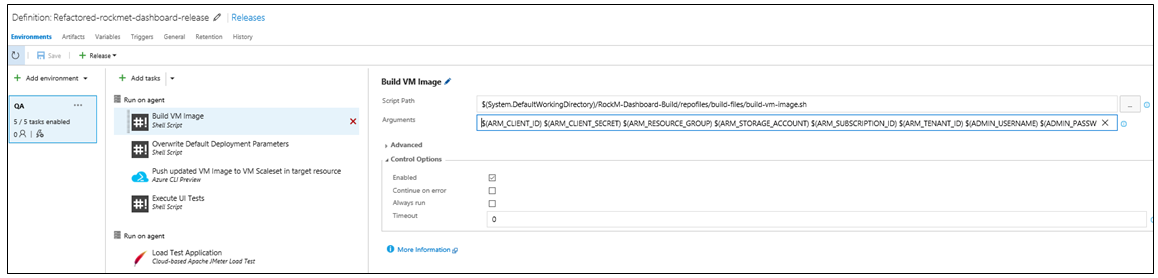 Definition: Refactored-rockmet-dashboard-release | Releases
Environments Artifacts Variables Triggers General Retention History
Save + Release
+ Add environment
QA ...
5 / 5 tasks enabled
0
+ Add tasks
Run on agent
Build VM Image
Shell Script
Overwrite Default Deployment Parameters
Shell Script
Push updated VM Image to VM Scaleset in target resource
Azure CLI Preview
Execute UI Tests
Shell Script
Run on agent
Load Test Application
Cloud-based Apache JMeter Load Test
Build VM Image
Script Path $(System.DefaultWorkingDirectory)/RockM-Dashboard-Build/repofiles/build-files/build-vm-image.sh ...
Arguments $(ARM_CLIENT_ID) $(ARM_CLIENT_SECRET) $(ARM_RESOURCE_GROUP) $(ARM_STORAGE_ACCOUNT) $(ARM_SUBSCRIPTION_ID) $(ARM_TENANT_ID) $(ADMIN_USERNAME) $(ADMIN_PASSW
Advanced
Control Options
Enabled
Continue on error
Always run
Timeout 0
More Information